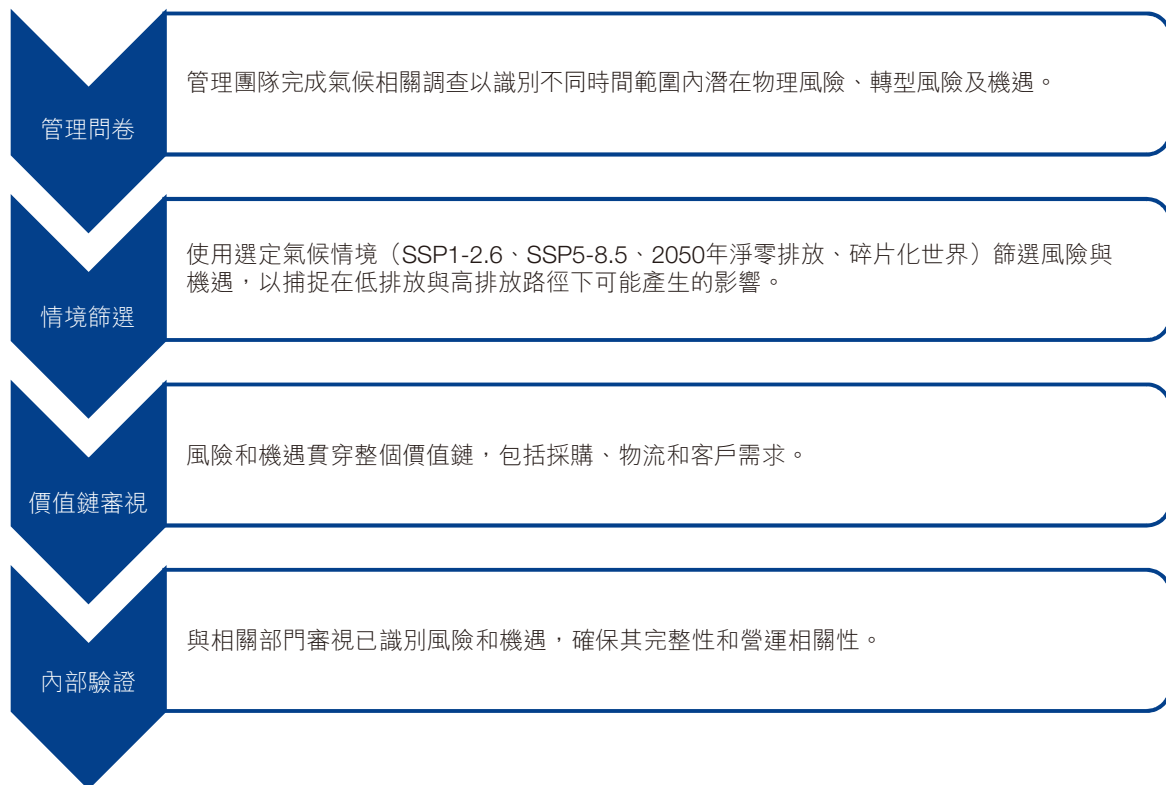 管理問卷
管理團隊完成氣候相關調查以識別不同時間範圍內潛在物理風險、轉型風險及機遇。
情境篩選
使用選定氣候情境（SSP1-2.6、SSP5-8.5、2050年淨零排放、碎片化世界）篩選風險與
機遇，以捕捉在低排放與高排放路徑下可能產生的影響。
價值鏈審視
風險和機遇貫穿整個價值鏈，包括採購、物流和客戶需求。
內部驗證
與相關部門審視已識別風險和機遇，確保其完整性和營運相關性。